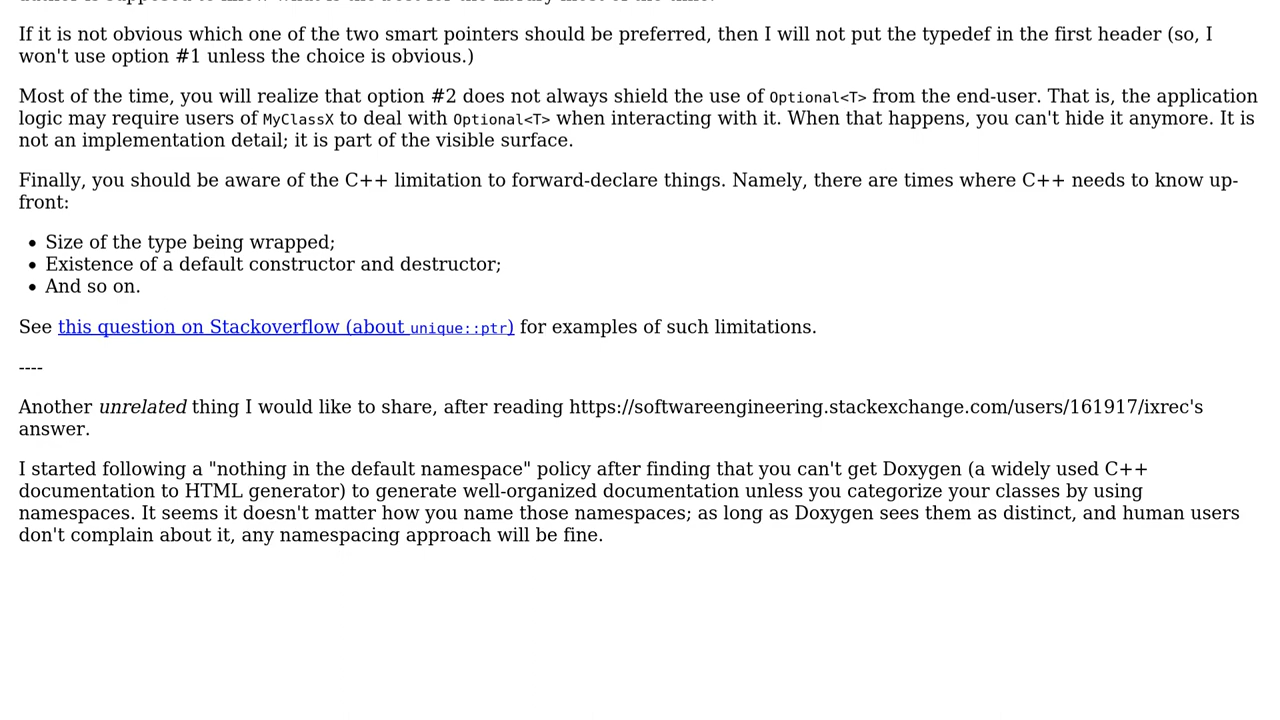 If it is not obvious which one of the two smart pointers should be preferred, then I will not put the typedef in the first header (so, I
won't use option #1 unless the choice is obvious.)
Most of the time, you will realize that option #2 does not always shield the use of Optional<T> from the end-user. That is, the application
logic may require users of MyClassX to deal with Optional<T> when interacting with it. When that happens, you can't hide it anymore. It is
not an implementation detail; it is part of the visible surface.
Finally, you should be aware of the C++ limitation to forward-declare things. Namely, there are times where C++ needs to know up-
front:
• Size of the type being wrapped;
• Existence of a default constructor and destructor;
• And so on.
See this question on Stackoverflow (about unique::ptr) for examples of such limitations.
----
Another unrelated thing I would like to share, after reading https://softwareengineering.stackexchange.com/users/161917/ixrec's
answer.
I started following a "nothing in the default namespace" policy after finding that you can't get Doxygen (a widely used C++
documentation to HTML generator) to generate well-organized documentation unless you categorize your classes by using
namespaces. It seems it doesn't matter how you name those namespaces; as long as Doxygen sees them as distinct, and human users
don't complain about it, any namespacing approach will be fine.